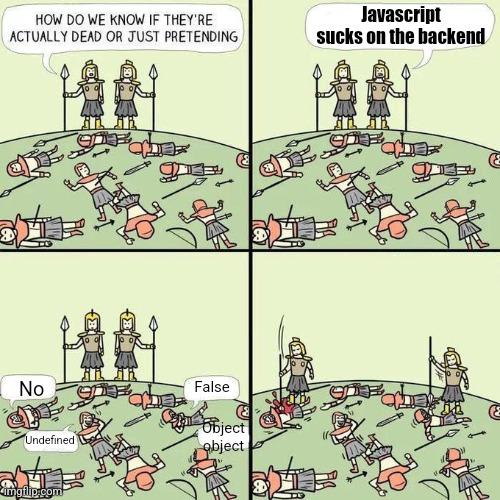 HOW DO WE KNOW IF THEY'RE
ACTUALLY DEAD OR JUST PRETENDING
Javascript
sucks on the backend
No
False
Undefined
Object
object
imgflip.com